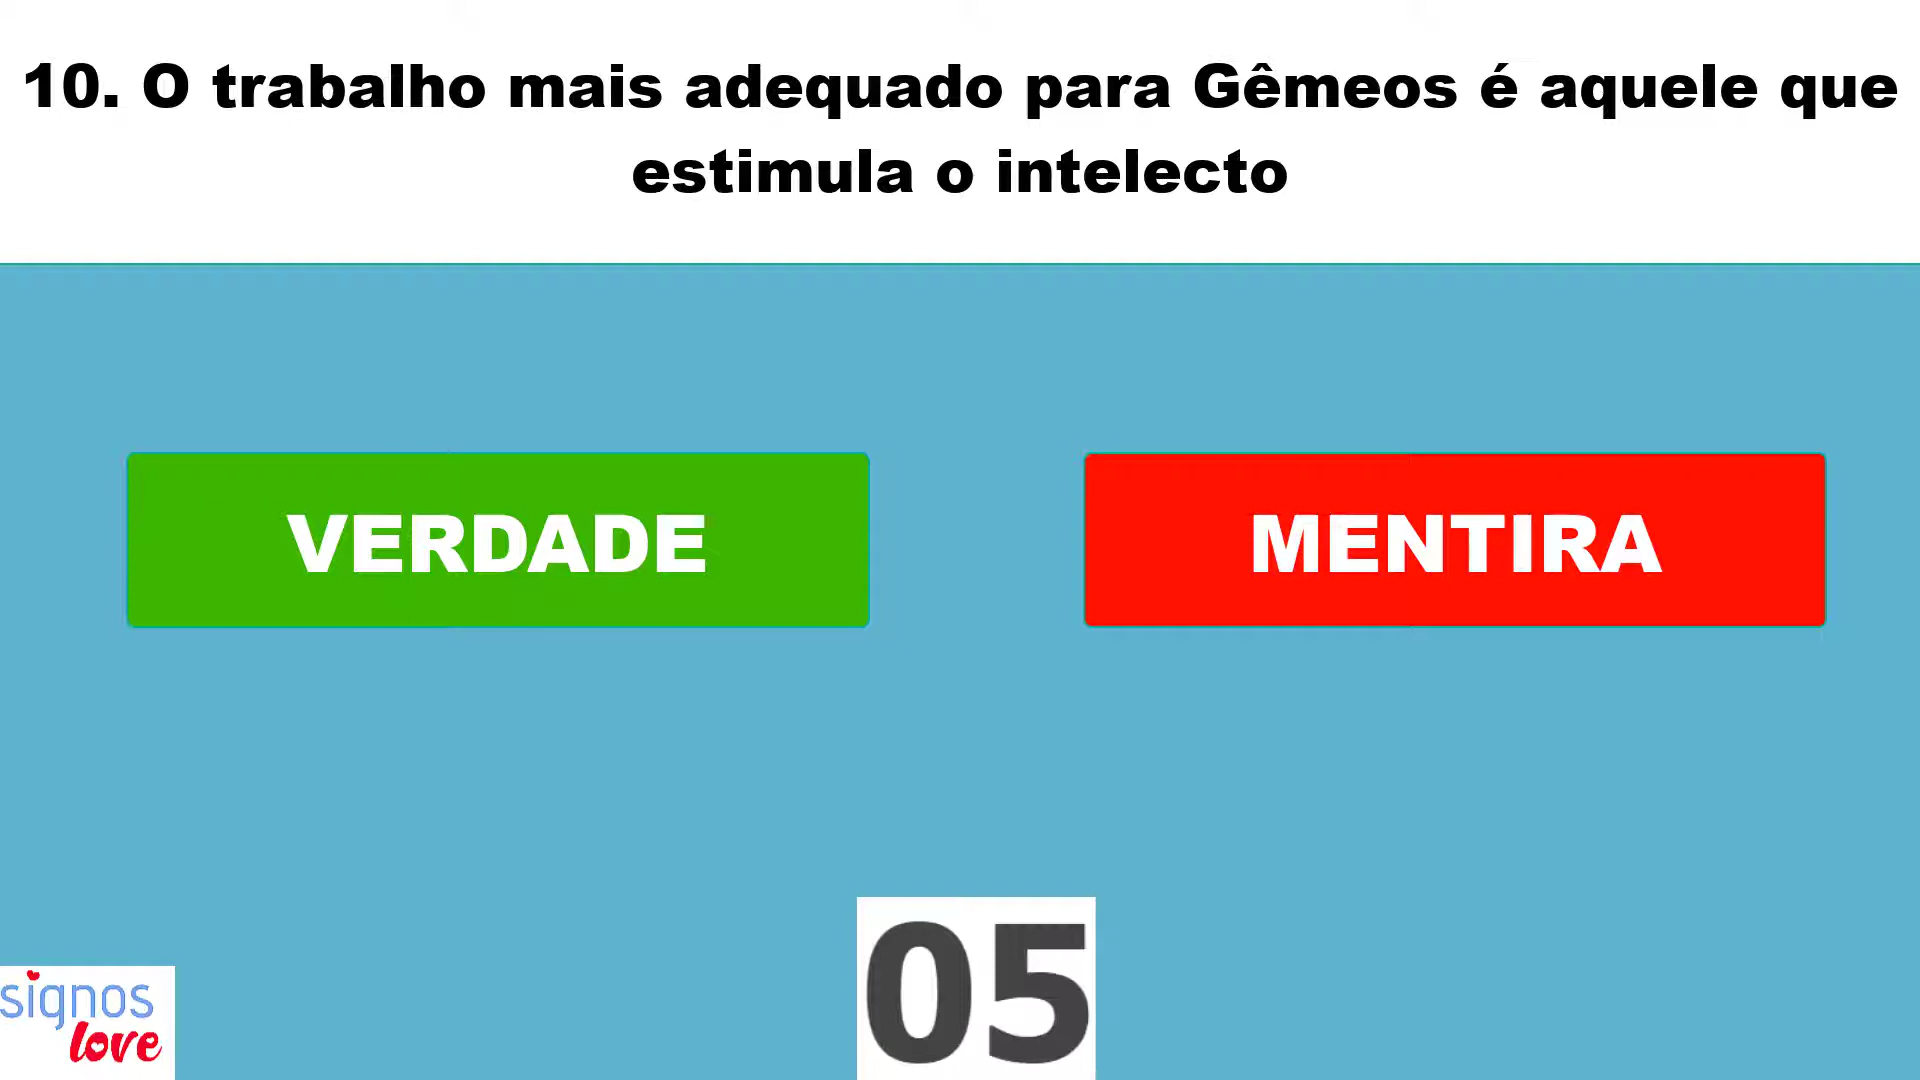 10. O trabalho mais adequado para Gêmeos é aquele que
estimula o intelecto
VERDADE
MENTIRA
05
signos
love